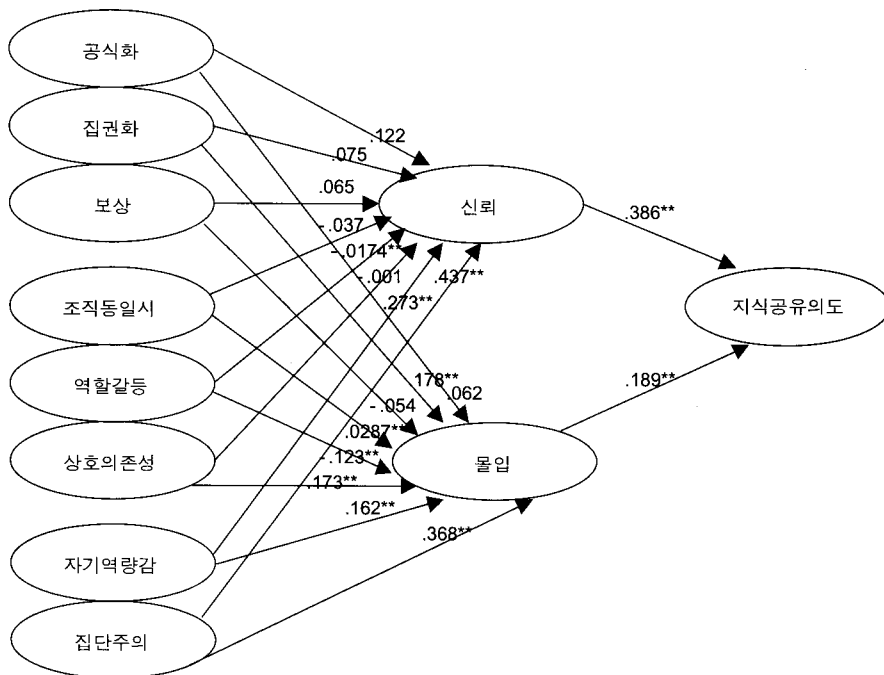 공식화
집권화
.122
.075
보상
.065
신뢰
.386**
-.037
-.0174**
-.001
.437**
.273**
조직동일서
지식공유의도
역할갈등
.178**
.062
.189**
-.054
.0287**
상호의존성
-.123**
몰입
.173**
.162**
.368**
자기역량감
집단주의